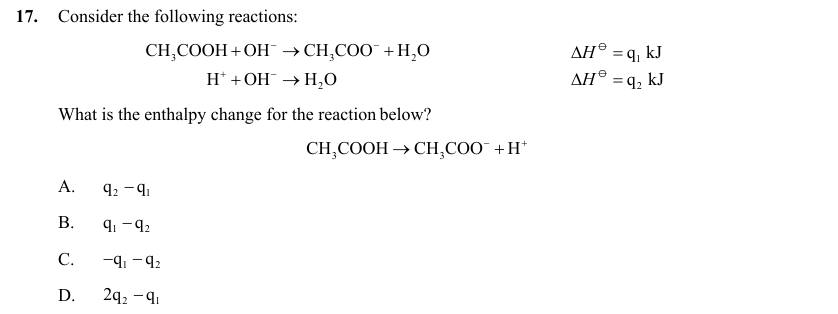 17. Consider the following reactions:
CH₃COOH + OH⁻ → CH₃COO⁻ + H₂O ΔH⊖ = q₁ kJ
H⁺ + OH⁻ → H₂O ΔH⊖ = q₂ kJ
What is the enthalpy change for the reaction below?
CH₃COOH → CH₃COO⁻ + H⁺
A. q₂ − q₁
B. q₁ − q₂
C. −q₁ − q₂
D. 2q₂ − q₁